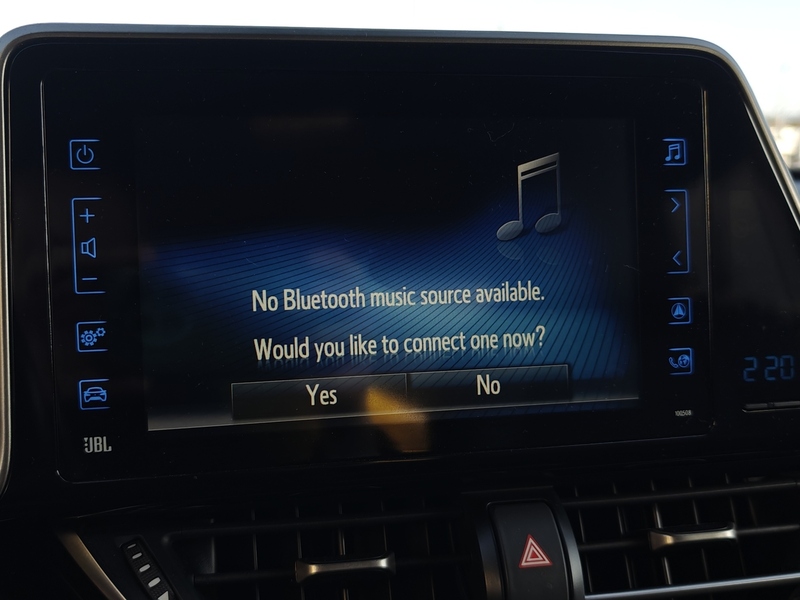 No Bluetooth music source available.
Would you like to connect one now?
Yes
No
JBL
2:20